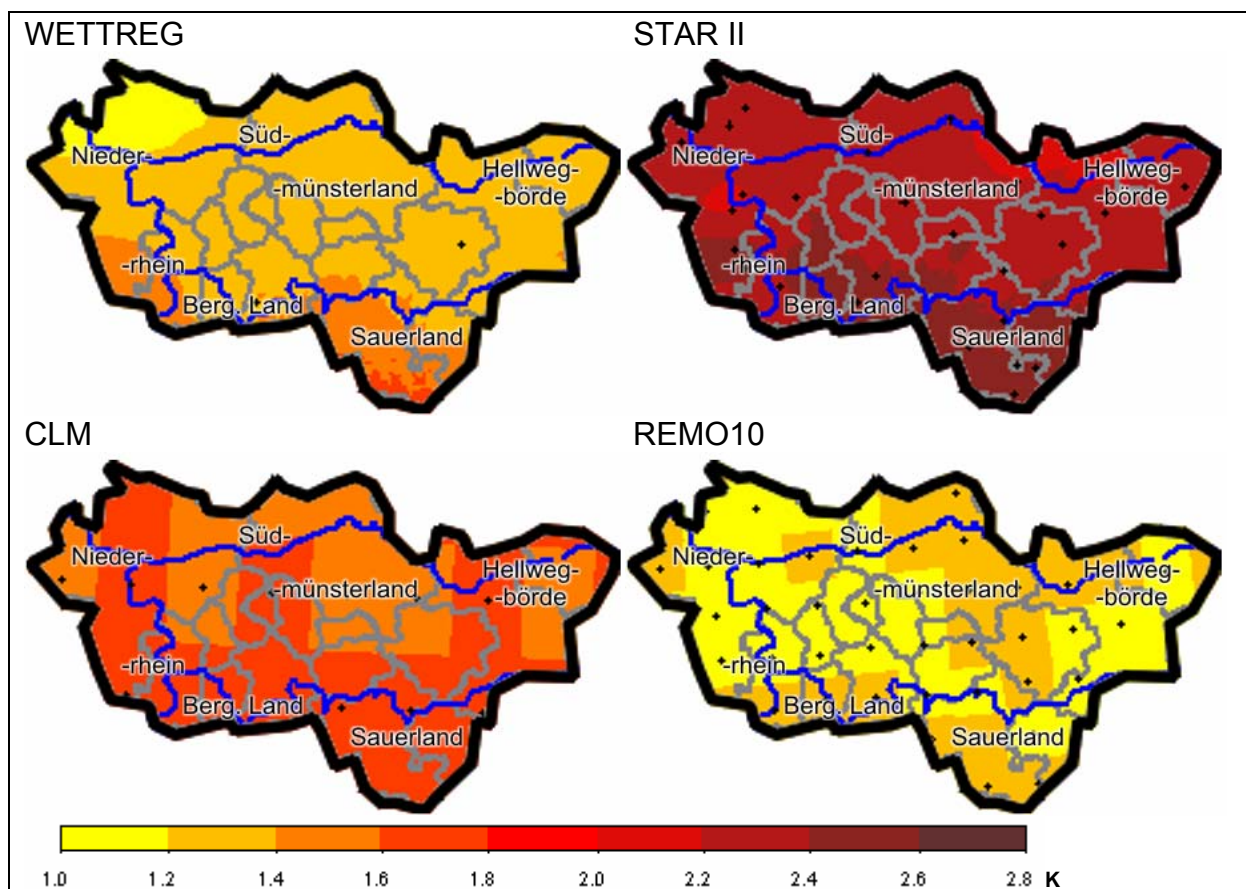 WETTREG
STAR II
Süd-
Nieder-
Hellweg-
-börde
-münsterland
-rhein
Berg. Land
Sauerland
Süd-
Nieder-
Hellweg-
-börde
-münsterland
-rhein
Berg. Land
Sauerland
CLM
REMO10
Süd-
Nieder-
Hellweg-
-börde
-münsterland
-rhein
Berg. Land
Sauerland
Süd-
Nieder-
Hellweg-
-börde
-münsterland
-rhein
Berg. Land
Sauerland
1.0 1.2 1.4 1.6 1.8 2.0 2.2 2.4 2.6 2.8 K